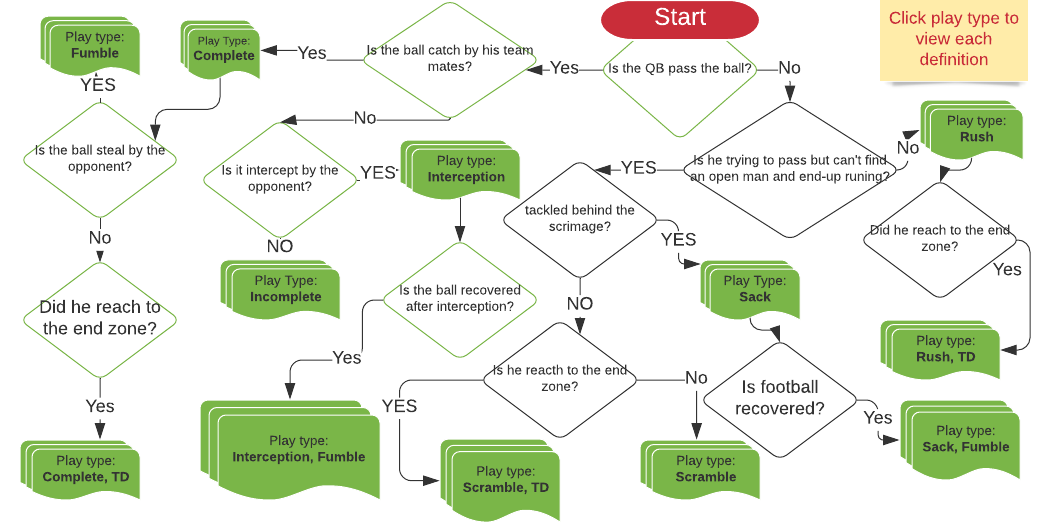 Start
Click play type to
view each
definition
Play type:
Fumble
Play Type:
Complete
Yes
Is the ball catch by his team
mates?
Yes
Is the QB pass the ball?
No
YES
Is the ball steal by the
opponent?
No
Is it intercept by the
opponent?
YES
Play type:
Interception
YES
Is he trying to pass but can't find
an open man and end-up runing?
No
Play type:
Rush
tackled behind the
scrimage?
YES
Did he reach to the end
zone?
Yes
No
NO
Play Type:
Incomplete
Is the ball recovered
after interception?
NO
Play Type:
Sack
Did he reach to
the end zone?
Yes
Is he reacth to the end
zone?
No
Is football
recovered?
Play type:
Rush, TD
Yes
YES
Yes
Play type:
Complete, TD
Play type:
Interception, Fumble
Play type:
Scramble, TD
Play type:
Scramble
Play type:
Sack, Fumble